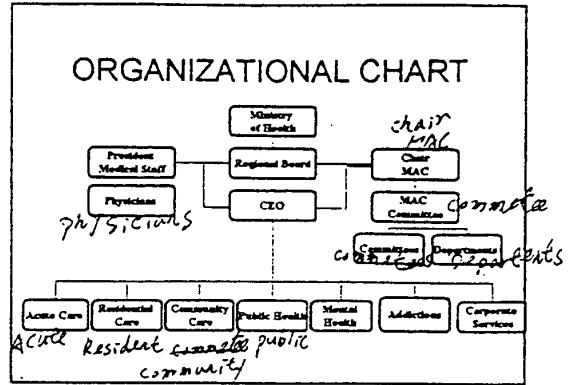 ORGANIZATIONAL CHART
Ministry
of Health
chair
MAC
President
Medical Staff
Regional Board
Chair
MAC
Physicians
CEO
MAC
Committee
committee
physicians
Committees
Departments
Acute Care
Residential
Care
Community
Care
Public Health
Mental
Health
Addictions
Corporate
Services
Acute
Resident
public
community